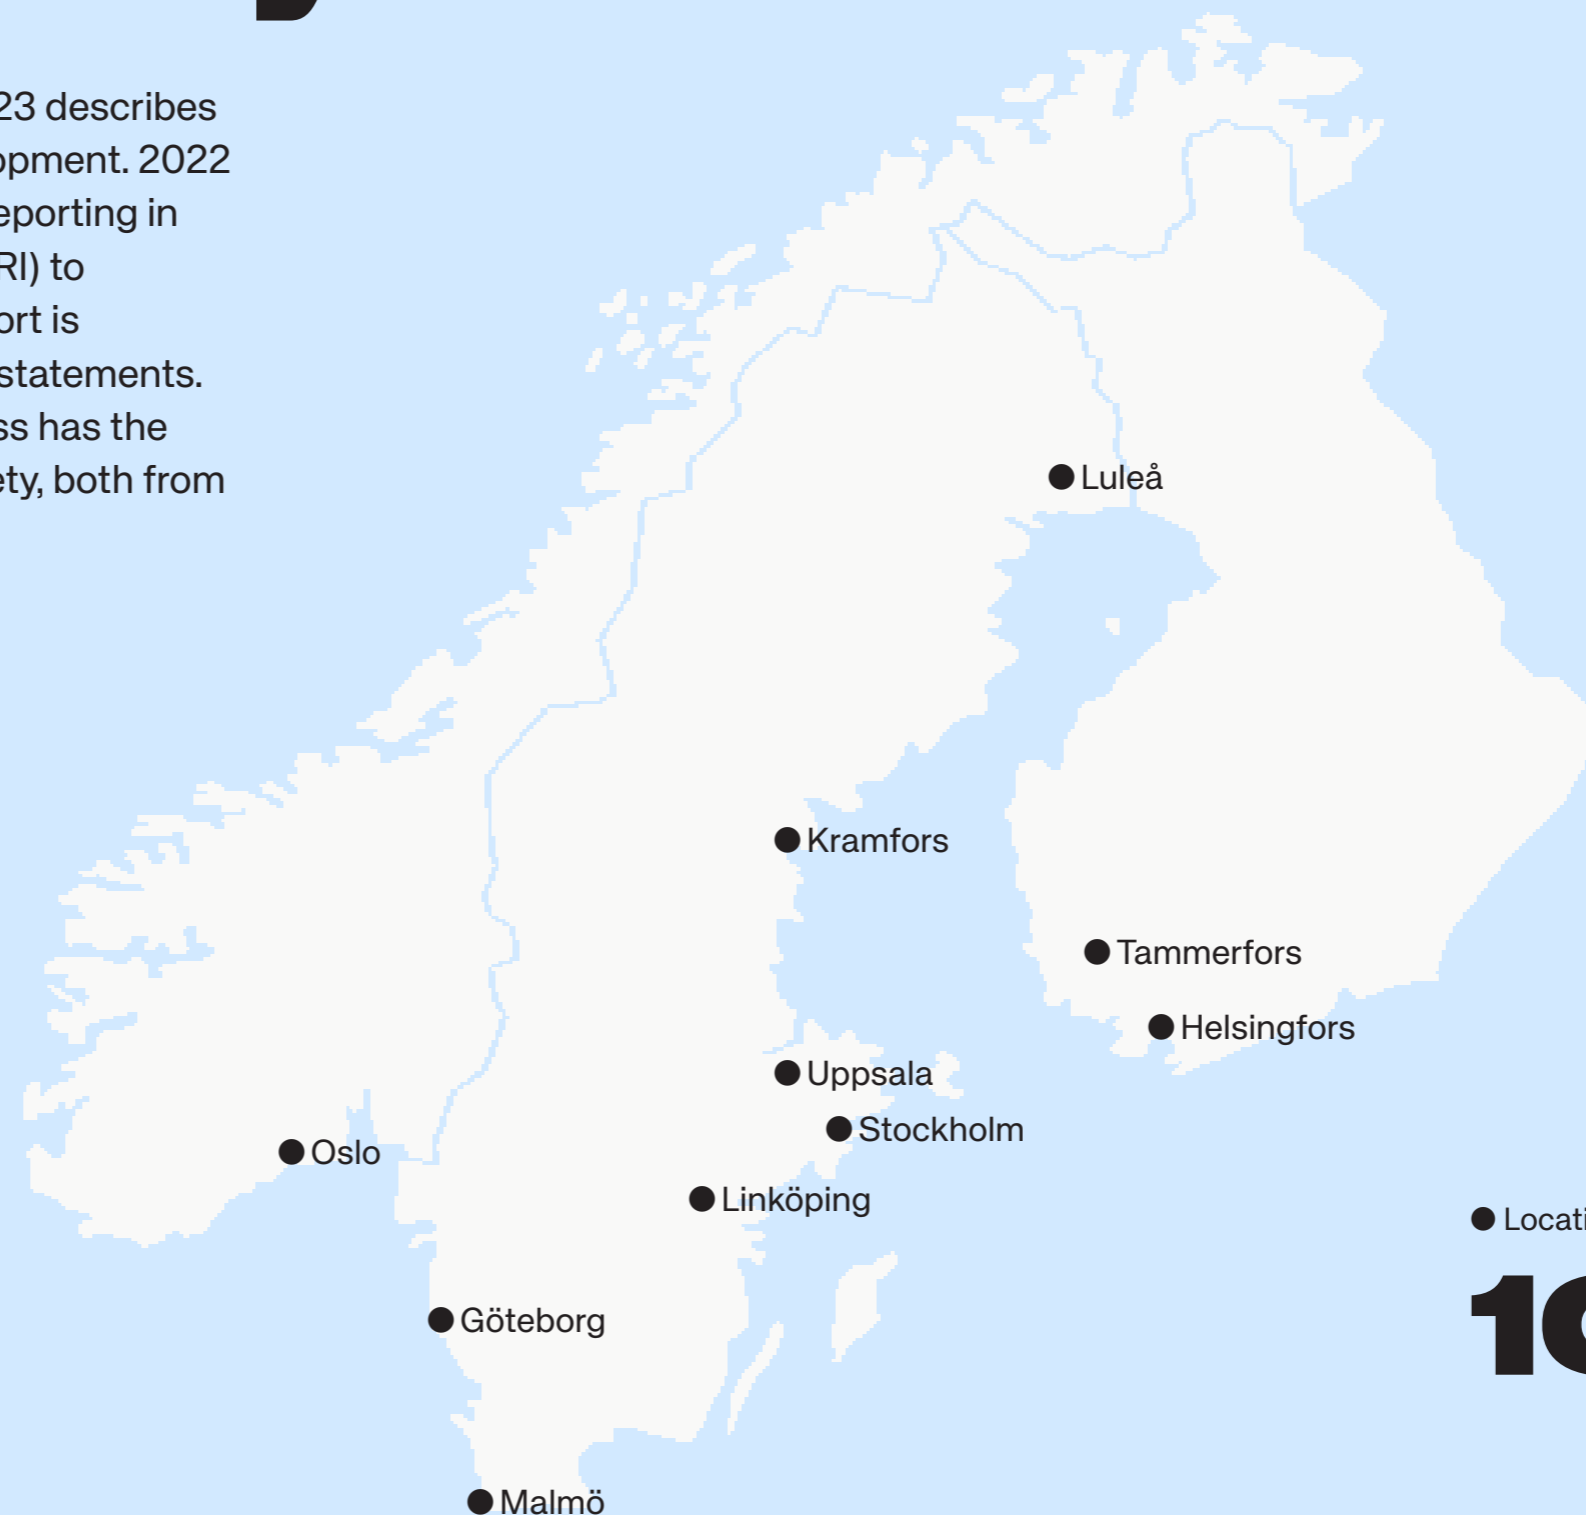 23 describes
opment. 2022
eporting in
RI) to
ort is
statements.
ss has the
ety, both from
Luleå
Kramfors
Tammerfors
Helsingfors
Uppsala
Stockholm
Oslo
Linköping
Locati
Göteborg
10
Malmö